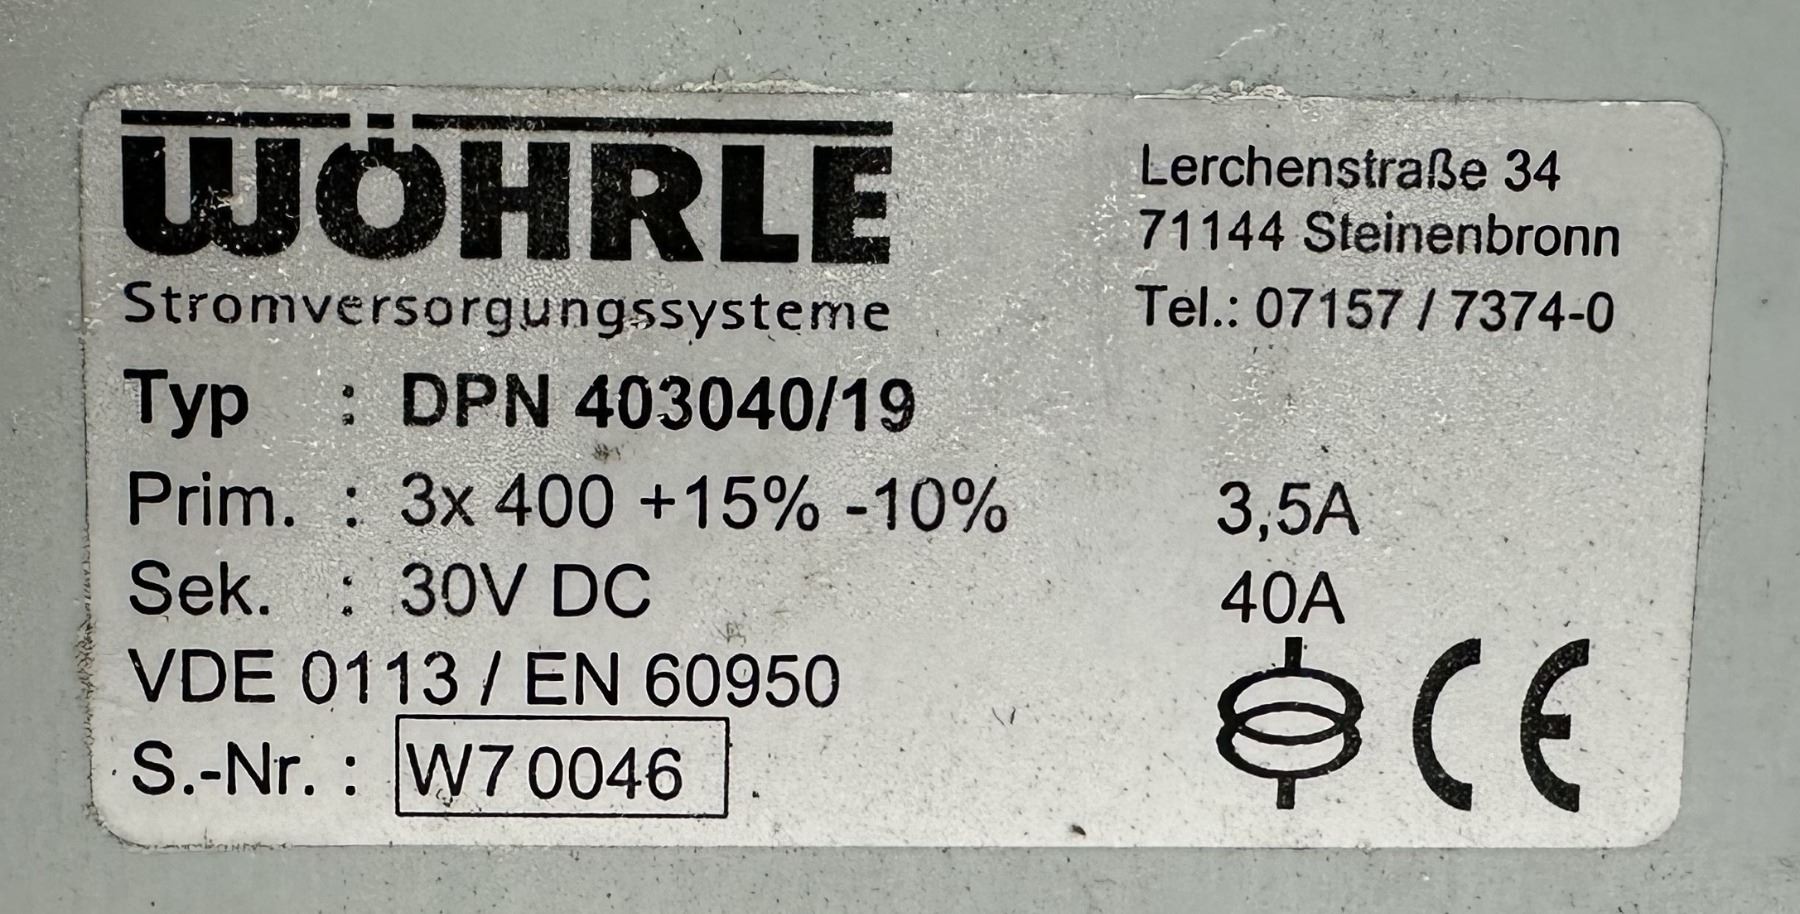 WÖHRLE
Stromversorgungssysteme
Lerchenstraße 34
71144 Steinenbronn
Tel.: 07157 / 7374-0
Typ : DPN 403040/19
Prim. : 3x 400 +15% -10% 3,5A
Sek. : 30V DC 40A
VDE 0113 / EN 60950
S.-Nr. : W7 0046
CE